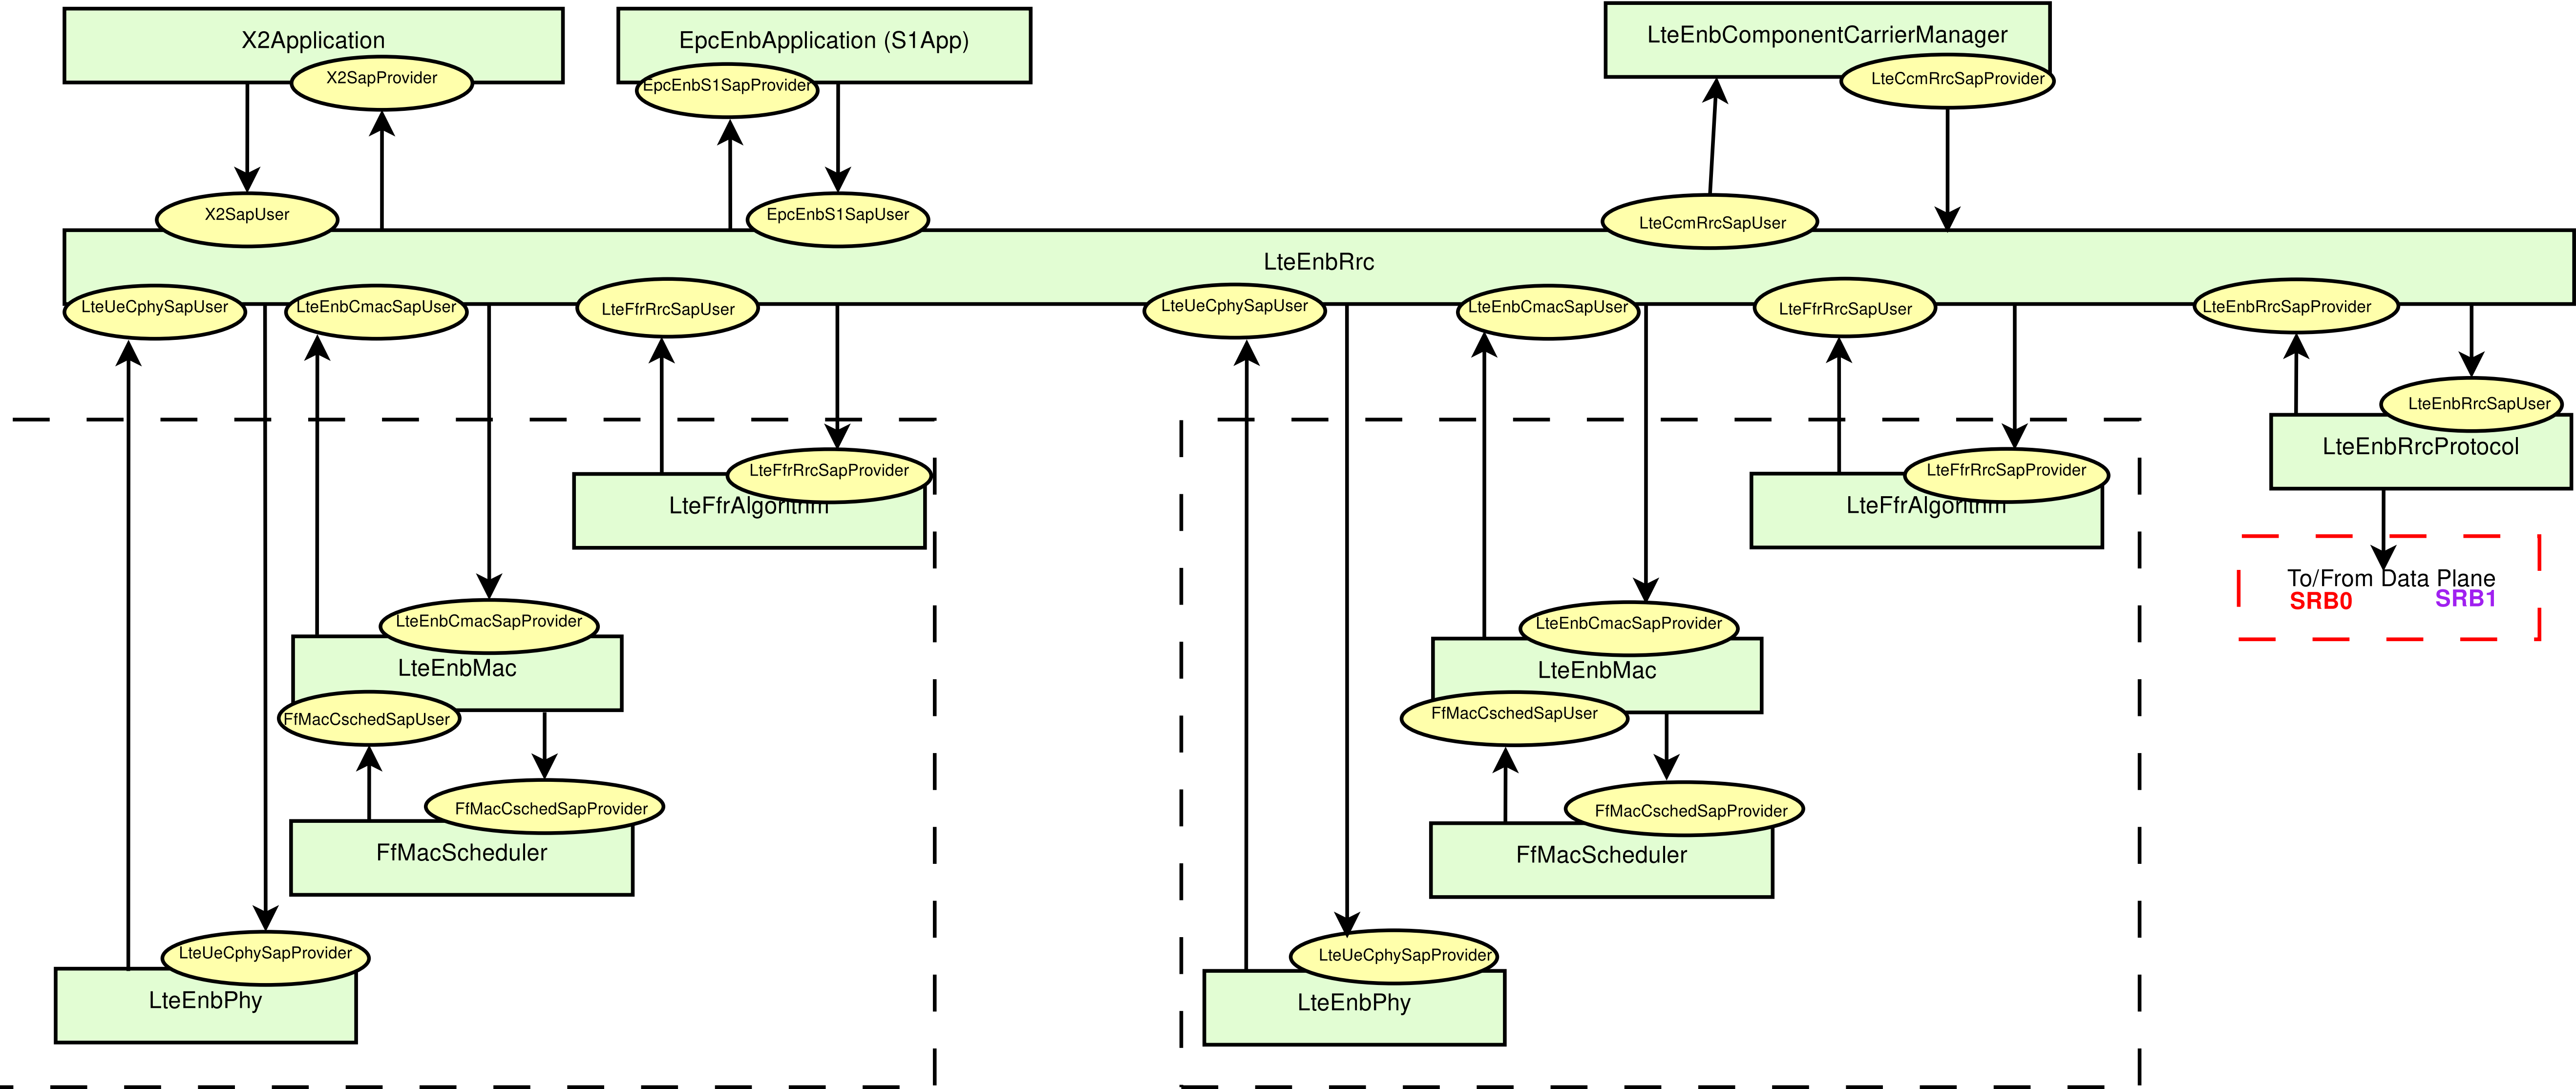 X2Application
EpcEnbApplication (S1App)
LteEnbComponentCarrierManager
X2SapProvider
EpcEnbS1SapProvider
LteCcmRrcSapProvider
X2SapUser
EpcEnbS1SapUser
LteCcmRrcSapUser
LteEnbRrc
LteUeCphySapUser
LteEnbCmacSapUser
LteFfrRrcSapUser
LteUeCphySapUser
LteEnbCmacSapUser
LteFfrRrcSapUser
LteEnbRrcSapProvider
LteEnbRrcSapUser
LteEnbRrcProtocol
LteFfrRrcSapProvider
LteFfrAlgorithm
LteFfrRrcSapProvider
LteFfrAlgorithm
To/From Data Plane
SRB0
SRB1
LteEnbCmacSapProvider
LteEnbMac
LteEnbCmacSapProvider
LteEnbMac
FfMacCschedSapUser
FfMacCschedSapUser
FfMacCschedSapProvider
FfMacScheduler
FfMacCschedSapProvider
FfMacScheduler
LteUeCphySapProvider
LteEnbPhy
LteUeCphySapProvider
LteEnbPhy